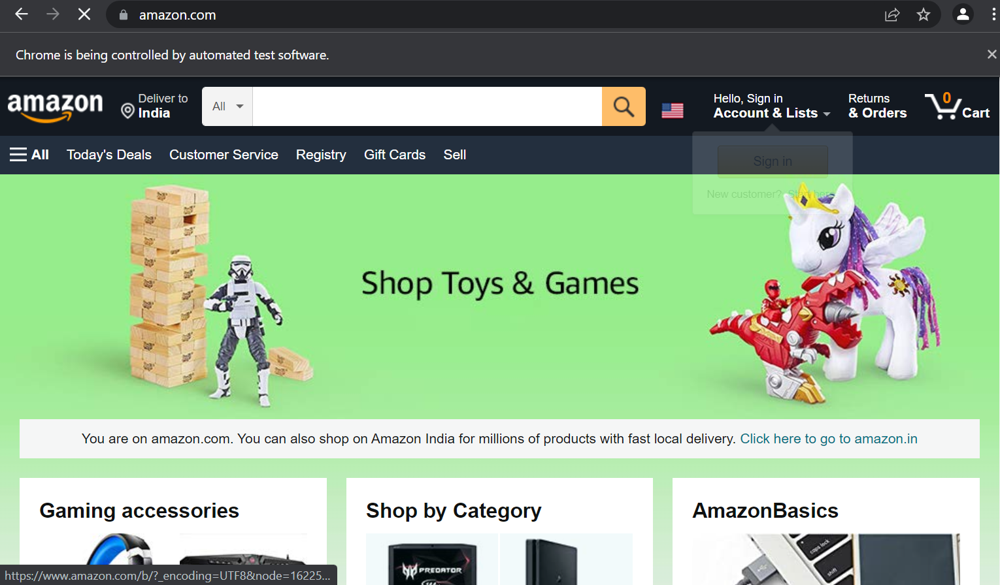 amazon.com
Chrome is being controlled by automated test software.
amazon
Deliver to
India
All
Hello, Sign in
Account & Lists
Returns
& Orders
0
Cart
All Today's Deals Customer Service Registry Gift Cards Sell
Sign in
New customer? Start here.
Shop Toys & Games
You are on amazon.com. You can also shop on Amazon India for millions of products with fast local delivery. Click here to go to amazon.in
Gaming accessories
Shop by Category
AmazonBasics
PREDATOR
caps lock
shift
https://www.amazon.com/b/?_encoding=UTF8&node=16225...